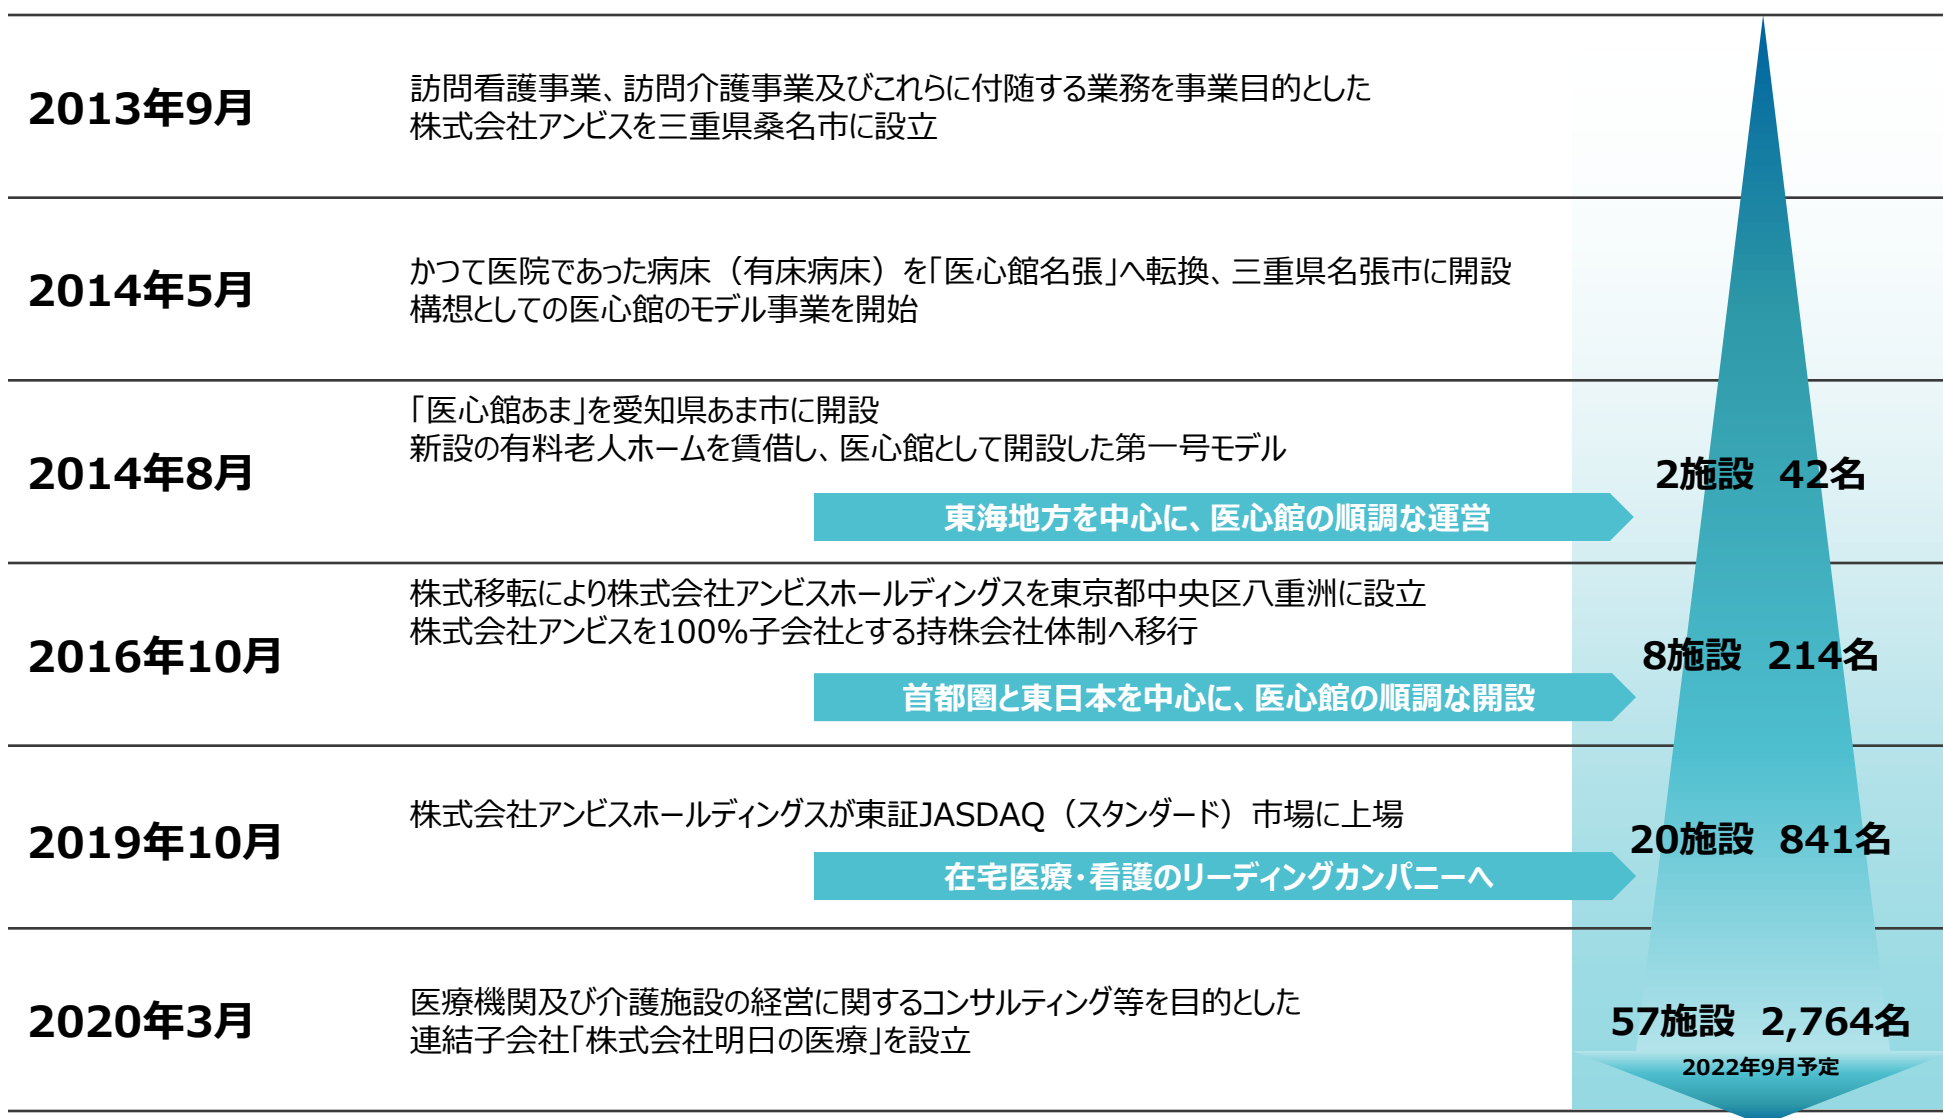 2013年9月
訪問看護事業、訪問介護事業及びこれらに付随する業務を事業目的とした
株式会社アンビスを三重県桑名市に設立
2014年5月
かつて医院であった病床（有床病床）を「医心館名張」へ転換、三重県名張市に開設
構想としての医心館のモデル事業を開始
2014年8月
「医心館あま」を愛知県あま市に開設
新設の有料老人ホームを賃借し、医心館として開設した第一号モデル
東海地方を中心に、医心館の順調な運営
2施設 42名
2016年10月
株式移転により株式会社アンビスホールディングスを東京都中央区八重洲に設立
株式会社アンビスを100%子会社とする持株会社体制へ移行
首都圏と東日本を中心に、医心館の順調な開設
8施設 214名
2019年10月
株式会社アンビスホールディングスが東証JASDAQ（スタンダード）市場に上場
在宅医療・看護のリーディングカンパニーへ
20施設 841名
2020年3月
医療機関及び介護施設の経営に関するコンサルティング等を目的とした
連結子会社「株式会社明日の医療」を設立
57施設 2,764名
2022年9月予定